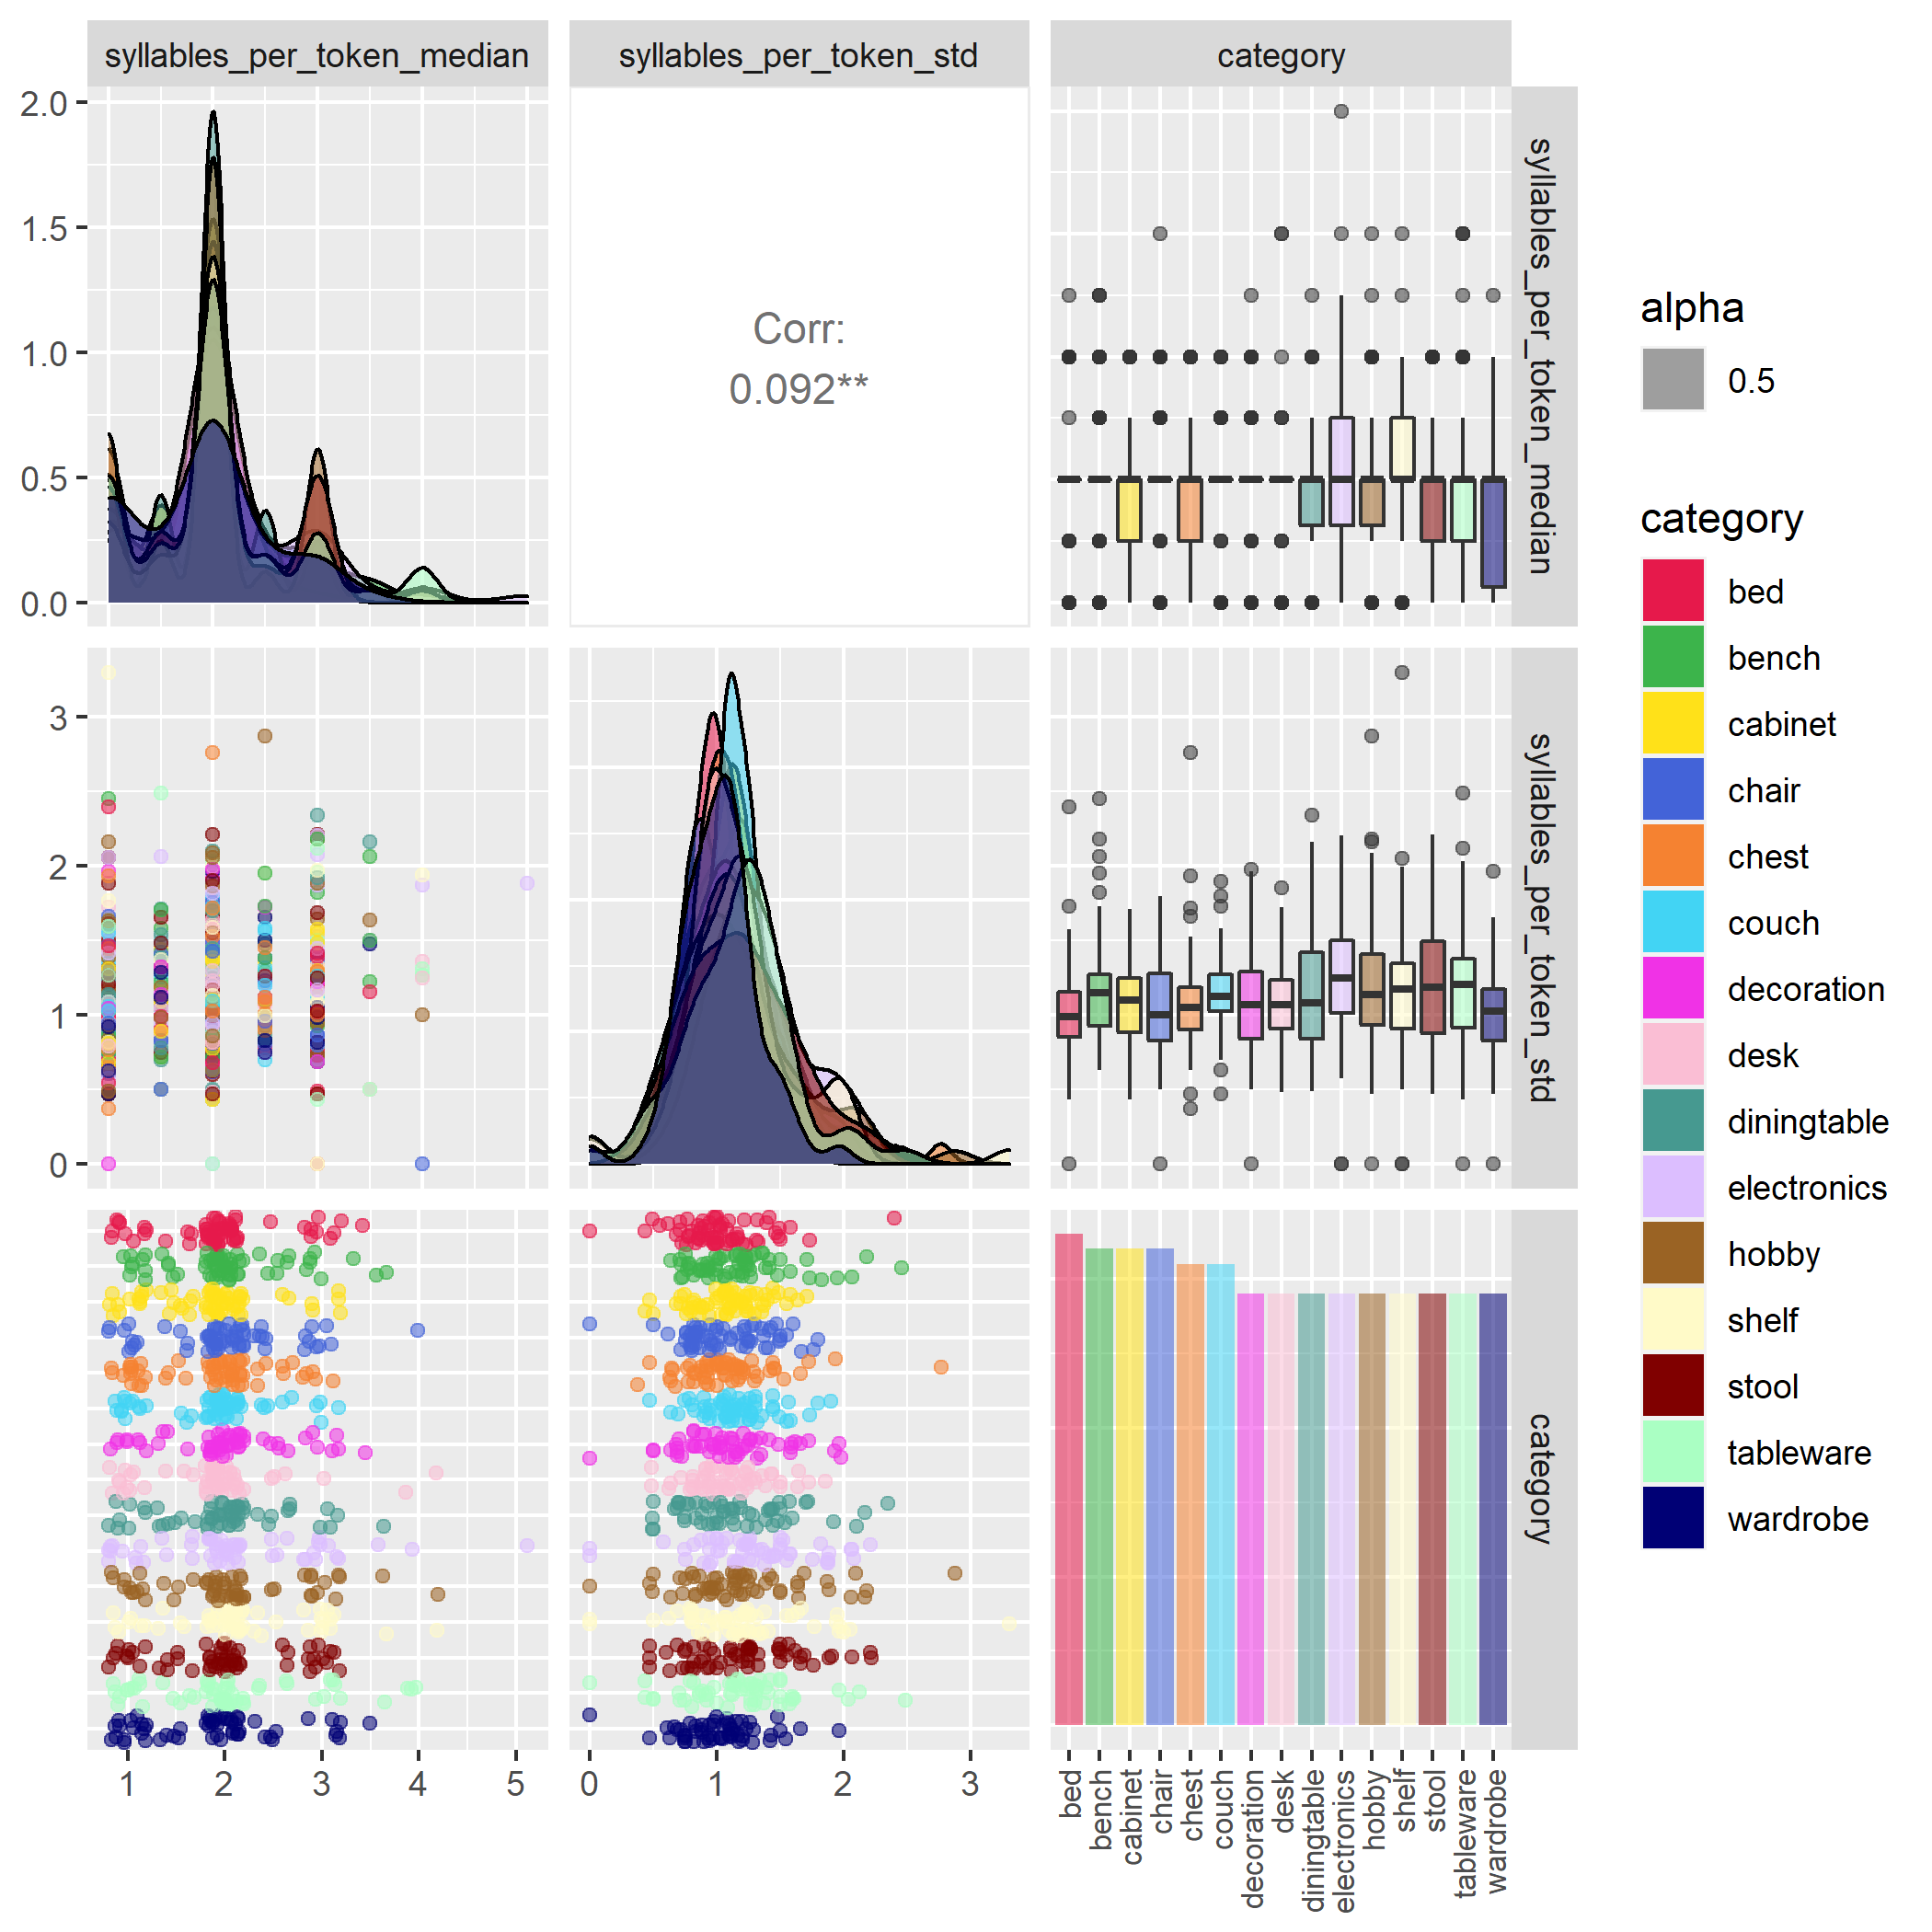 syllables_per_token_median
syllables_per_token_std
category
2.0
1.5
1.0
0.5
0.0
Corr:
0.092**
syllables_per_token_median
3
2
1
0
syllables_per_token_std
category
1
2
3
4
5
0
1
2
3
bed
bench
cabinet
chair
chest
couch
decoration
desk
diningtable
electronics
hobby
shelf
stool
tableware
wardrobe
alpha
0.5
category
bed
bench
cabinet
chair
chest
couch
decoration
desk
diningtable
electronics
hobby
shelf
stool
tableware
wardrobe